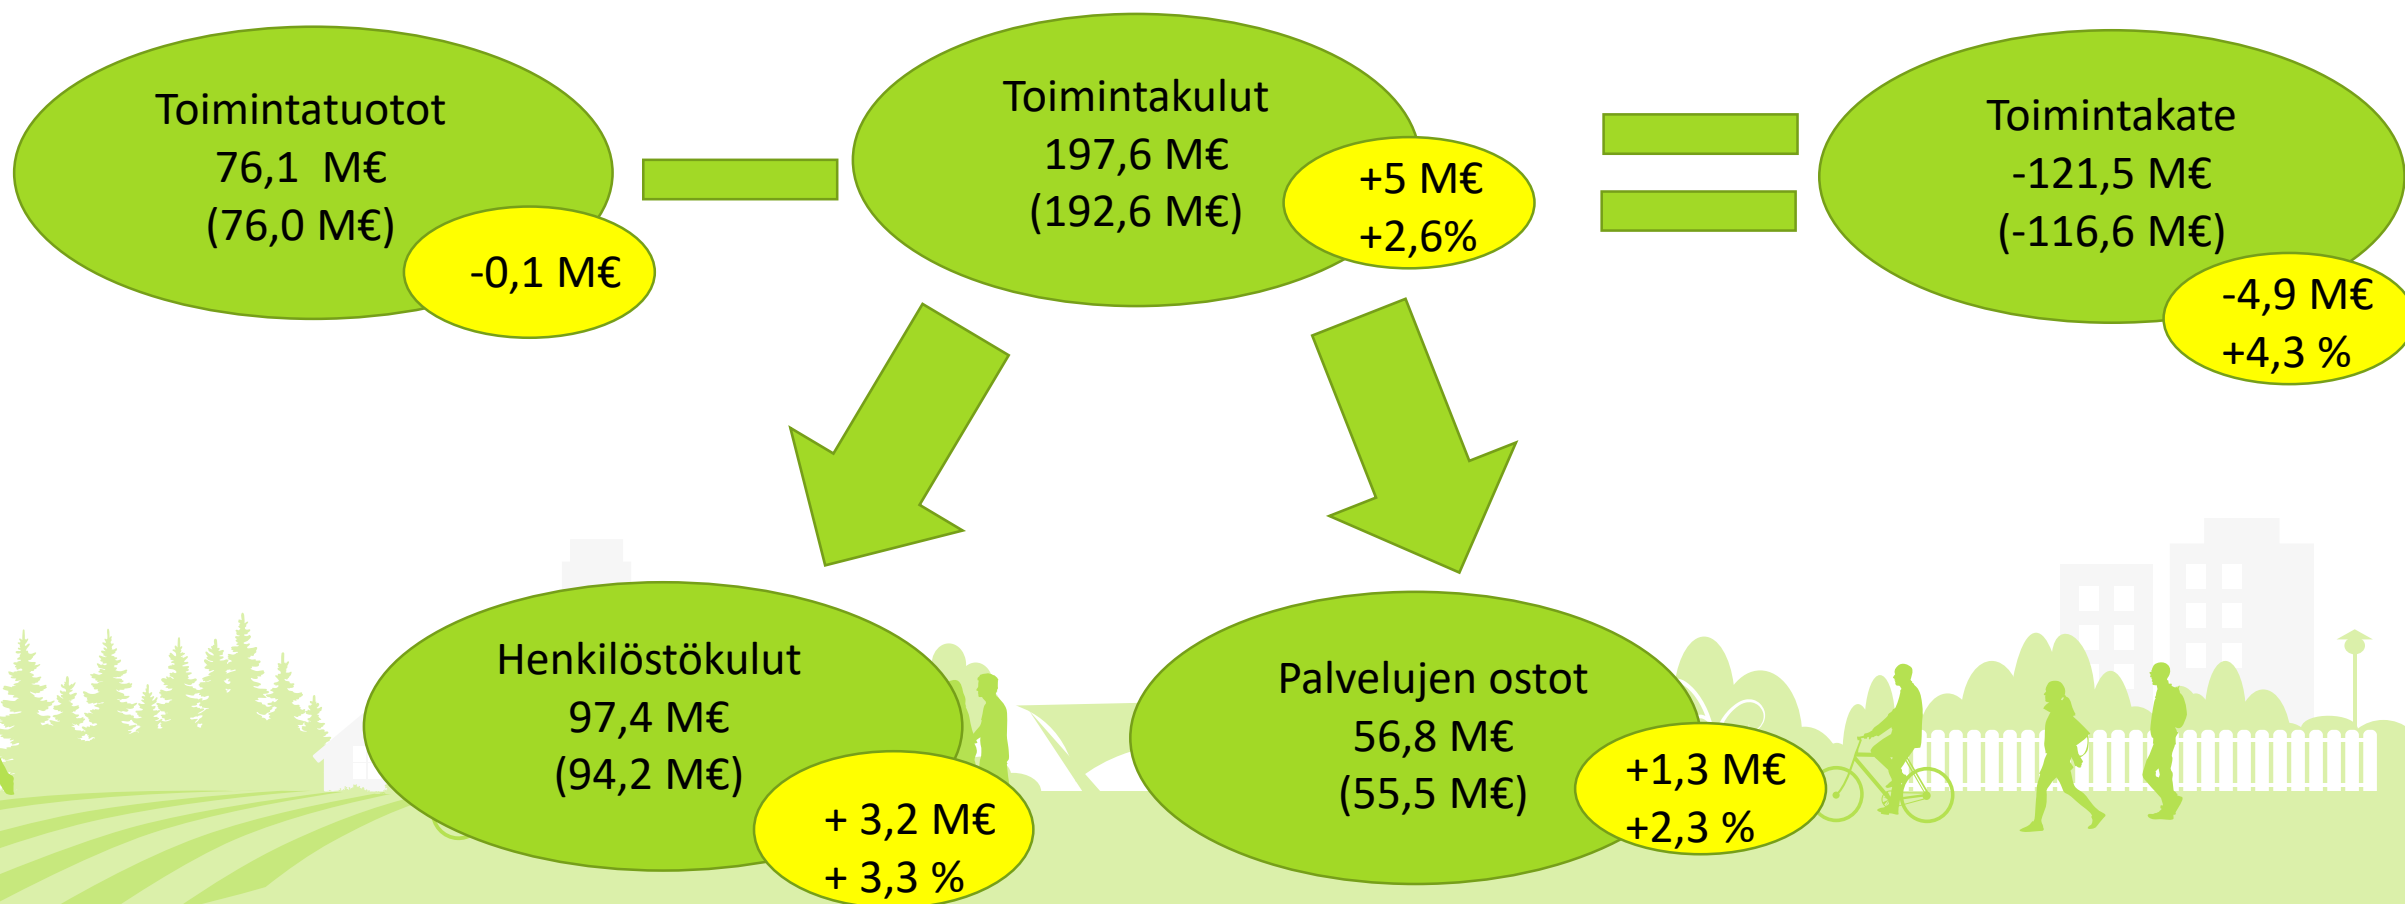 Toimintatuotot
76,1 M€
(76,0 M€)
-0,1 M€
Toimintakulut
197,6 M€
(192,6 M€)
+5 M€
+2,6%
Toimintakate
-121,5 M€
(-116,6 M€)
-4,9 M€
+4,3 %
Henkilöstökulut
97,4 M€
(94,2 M€)
+ 3,2 M€
+ 3,3 %
Palvelujen ostot
56,8 M€
(55,5 M€)
+1,3 M€
+2,3 %